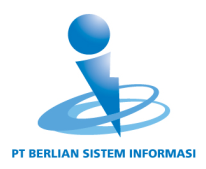 PT BERLIAN SISTEM INFORMASI